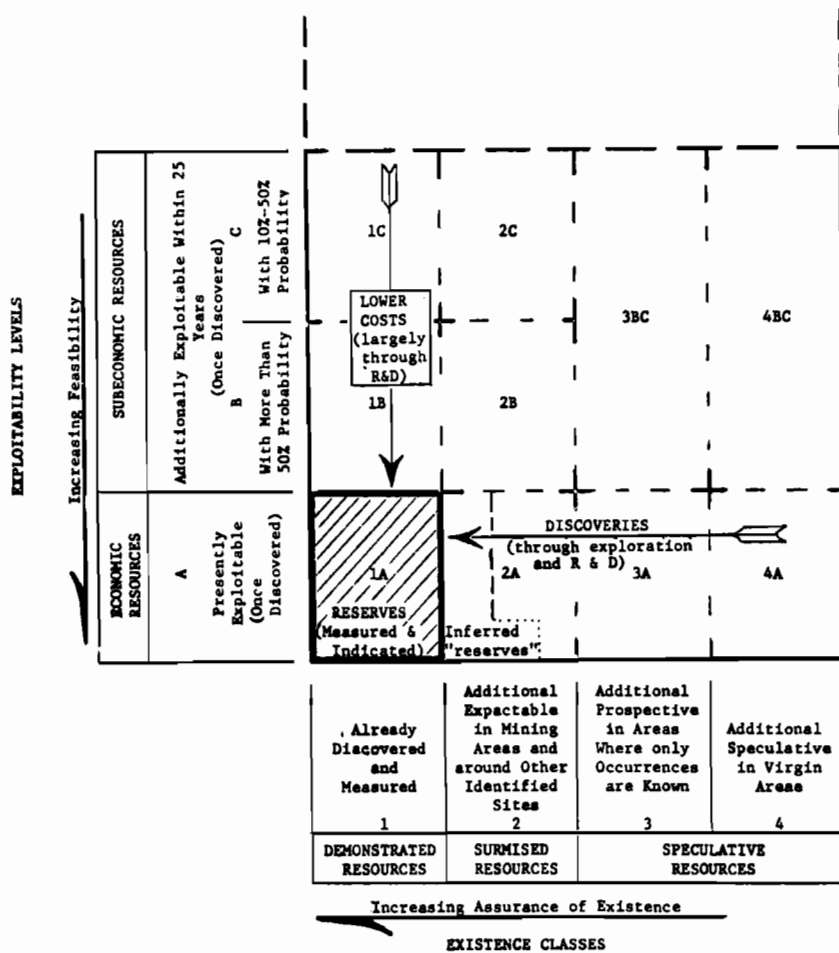 EXPLOITABILITY LEVELS
Increasing Feasibility
SUBECONOMIC RESOURCES
Additionally Exploitable Within 25
Years
(Once Discovered)
C
With 10%-50%
Probability
B
With More Than
50% Probability
ECONOMIC
RESOURCES
A
Presently
Exploitable
(Once
Discovered)
1C
2C
3BC
4BC
LOWER
COSTS
(largely
through
R&D)
1B
2B
DISCOVERIES
(through exploration
and R & D)
1A
2A
3A
4A
RESERVES
(Measured &
Indicated)
Inferred
"reserves"
Already
Discovered
and
Measured
1
Additional
Expactable
in Mining
Areas and
around Other
Identified
Sites
2
Additional
Prospective
in Areas
Where only
Occurrences
are Known
3
Additional
Speculative
in Virgin
Areas
4
DEMONSTRATED
RESOURCES
SURMISED
RESOURCES
SPECULATIVE
RESOURCES
Increasing Assurance of Existence
EXISTENCE CLASSES